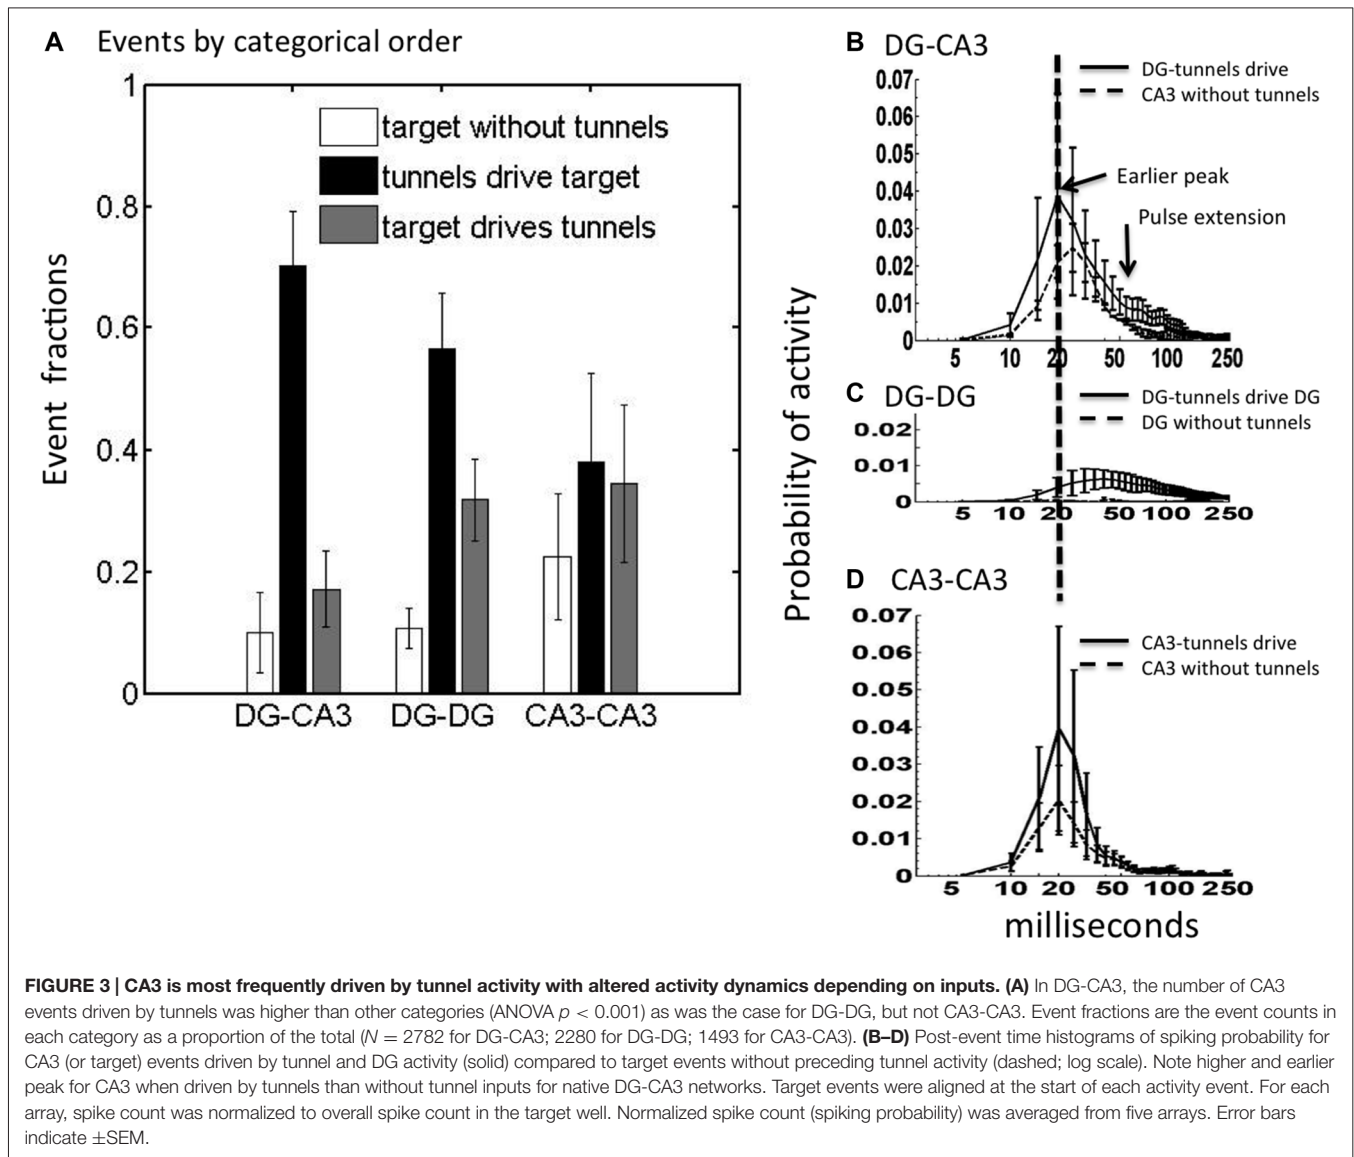 A Events by categorical order
Event fractions
1
0.8
0.6
0.4
0.2
0
target without tunnels
tunnels drive target
target drives tunnels
DG-CA3 DG-DG CA3-CA3
Probability of activity
B DG-CA3
DG-tunnels drive
CA3 without tunnels
0.07
0.06
0.05
0.04
0.03
0.02
0.01
0
Earlier peak
Pulse extension
5 10 20 50 100 250
C DG-DG
DG-tunnels drive DG
DG without tunnels
0.02
0.01
0
5 10 20 50 100 250
D CA3-CA3
CA3-tunnels drive
CA3 without tunnels
0.07
0.06
0.05
0.04
0.03
0.02
0.01
0
5 10 20 50 100 250
milliseconds
FIGURE 3 | CA3 is most frequently driven by tunnel activity with altered activity dynamics depending on inputs. (A) In DG-CA3, the number of CA3
events driven by tunnels was higher than other categories (ANOVA p < 0.001) as was the case for DG-DG, but not CA3-CA3. Event fractions are the event counts in
each category as a proportion of the total (N = 2782 for DG-CA3; 2280 for DG-DG; 1493 for CA3-CA3). (B–D) Post-event time histograms of spiking probability for
CA3 (or target) events driven by tunnel and DG activity (solid) compared to target events without preceding tunnel activity (dashed; log scale). Note higher and earlier
peak for CA3 when driven by tunnels than without tunnel inputs for native DG-CA3 networks. Target events were aligned at the start of each activity event. For each
array, spike count was normalized to overall spike count in the target well. Normalized spike count (spiking probability) was averaged from five arrays. Error bars
indicate ±SEM.